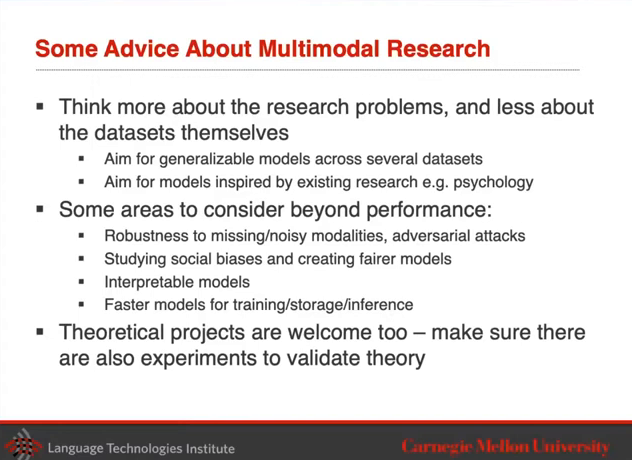 Some Advice About Multimodal Research
▪ Think more about the research problems, and less about
the datasets themselves
▪ Aim for generalizable models across several datasets
▪ Aim for models inspired by existing research e.g. psychology
▪ Some areas to consider beyond performance:
▪ Robustness to missing/noisy modalities, adversarial attacks
▪ Studying social biases and creating fairer models
▪ Interpretable models
▪ Faster models for training/storage/inference
▪ Theoretical projects are welcome too – make sure there
are also experiments to validate theory
Language Technologies Institute
Carnegie Mellon University